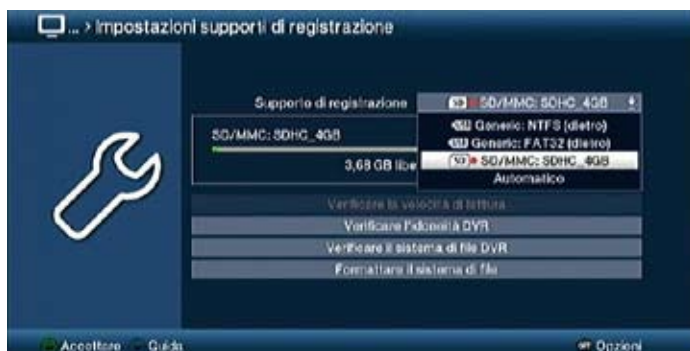 ... > Impostazioni supporti di registrazione
Supporto di registrazione
SD/MMC: SDHC_4GB
USB Generic: NTFS (dietro)
USB Generic: FAT32 (dietro)
SD/MMC: SDHC_4GB
Automatico
SD/MMC: SDHC_4GB
3,68 GB libe
Verificare la velocità di lettura
Verificare l'idoneità DVR
Verificare il sistema di file DVR
Formattare il sistema di file
Accettare Guida
Opzioni